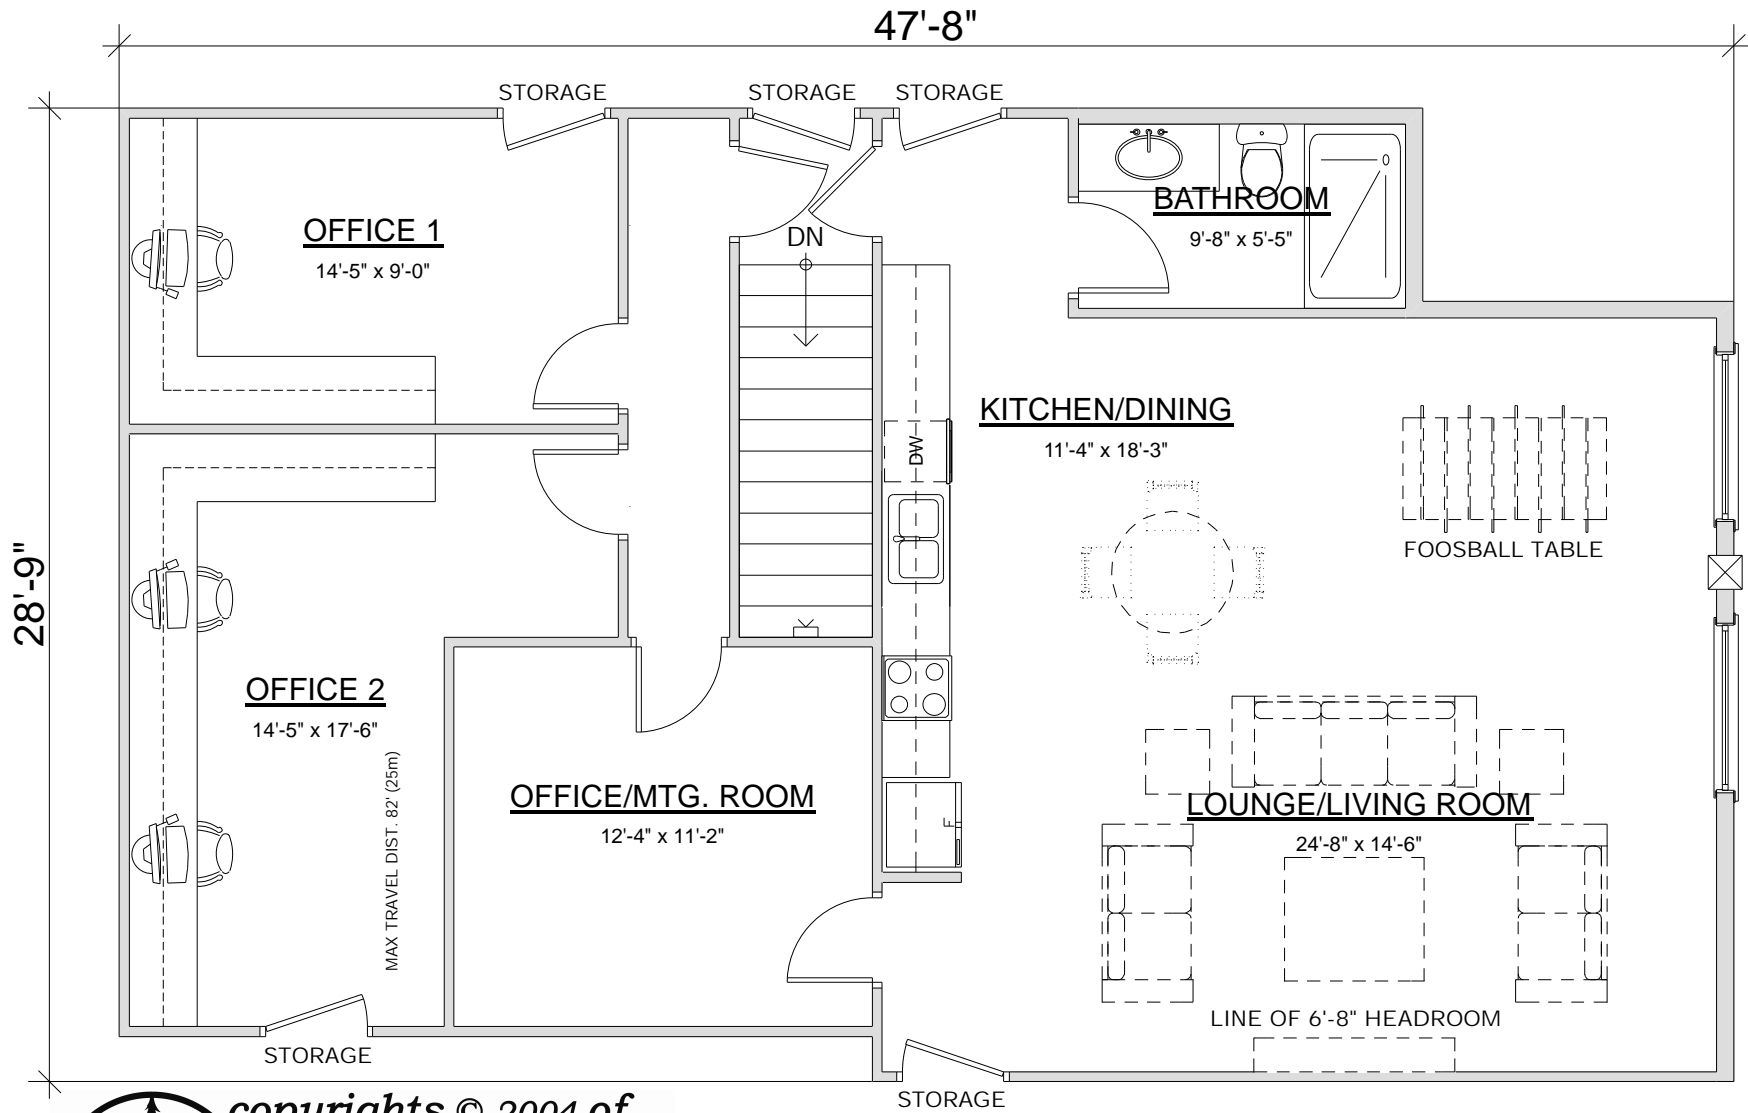 47'-8"
STORAGE
STORAGE
STORAGE
BATHROOM
9'-8" x 5'-5"
OFFICE 1
14'-5" x 9'-0"
DN
KITCHEN/DINING
11'-4" x 18'-3"
DW
FOOSBALL TABLE
28'-9"
OFFICE 2
14'-5" x 17'-6"
MAX TRAVEL DIST. 82' (25m)
OFFICE/MTG. ROOM
12'-4" x 11'-2"
LOUNGE/LIVING ROOM
24'-8" x 14'-6"
F
LINE OF 6'-8" HEADROOM
STORAGE
STORAGE
copyrights © 2004 of